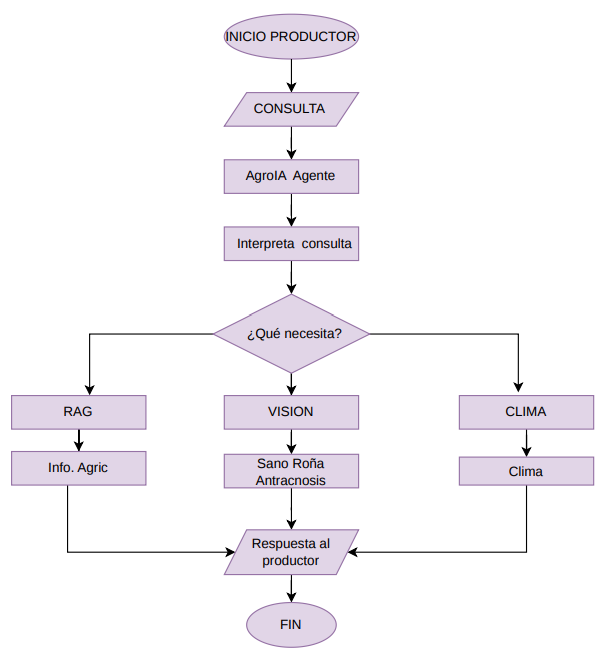 INICIO PRODUCTOR
CONSULTA
AgroIA Agente
Interpreta consulta
¿Qué necesita?
RAG
VISION
CLIMA
Info. Agric
Sano Roña
Antracnosis
Clima
Respuesta al
productor
FIN